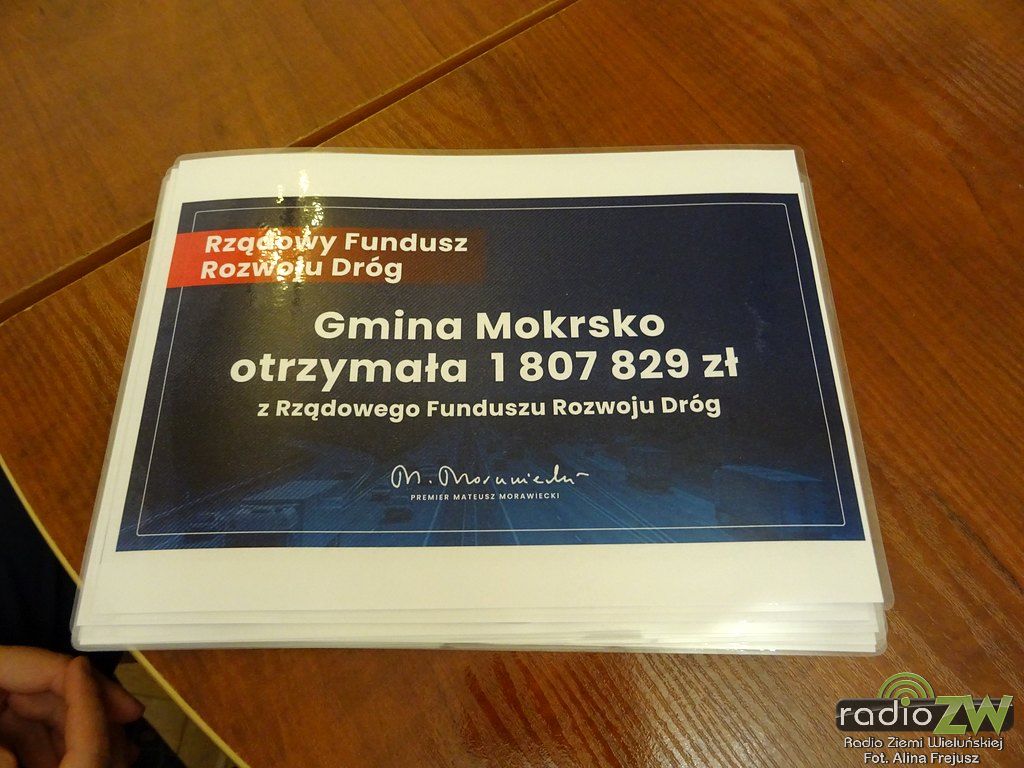 Rządowy Fundusz
Rozwoju Dróg
Gmina Mokrsko
otrzymała 1 807 829 zł
z Rządowego Funduszu Rozwoju Dróg
M. Morawiecki
PREMIER MATEUSZ MORAWIECKI
radioZW
Radio Ziemi Wieluńskiej
Fot. Alina Frejusz